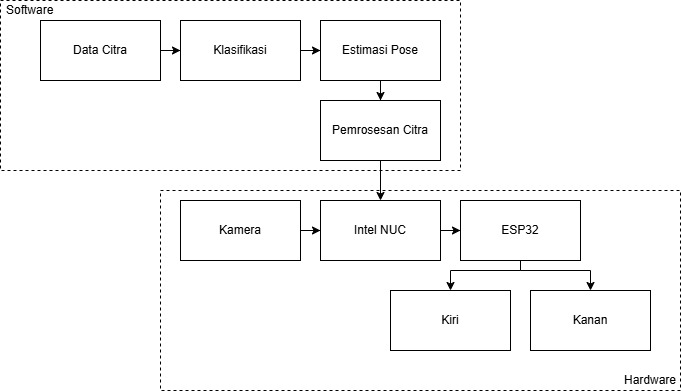 Software
Data Citra
Klasifikasi
Estimasi Pose
Pemrosesan Citra
Kamera
Intel NUC
ESP32
Kiri
Kanan
Hardware